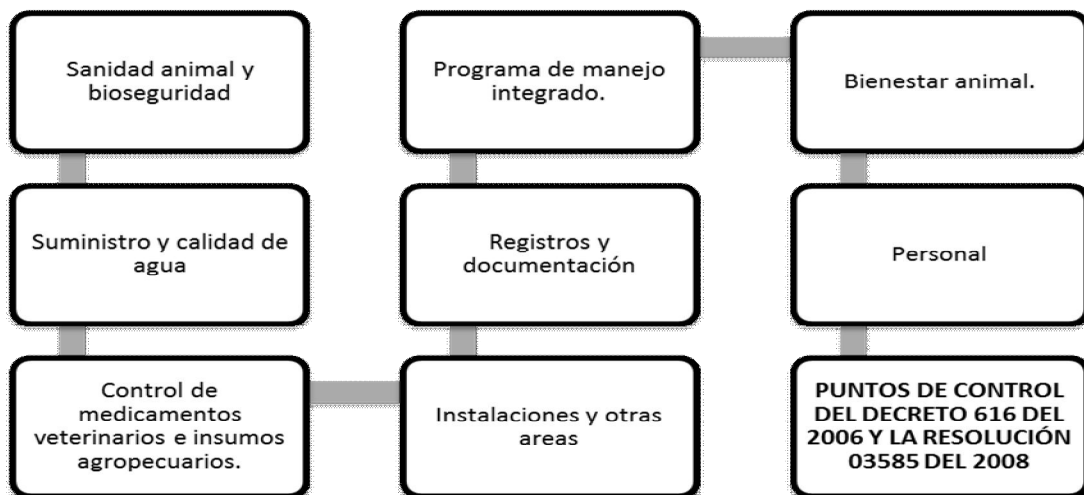 Sanidad animal y
bioseguridad
Suministro y calidad de
agua
Control de
medicamentos
veterinarios e insumos
agropecuarios.
Instalaciones y otras
areas
Registros y
documentación
Programa de manejo
integrado.
Bienestar animal.
Personal
PUNTOS DE CONTROL
DEL DECRETO 616 DEL
2006 Y LA RESOLUCIÓN
03585 DEL 2008